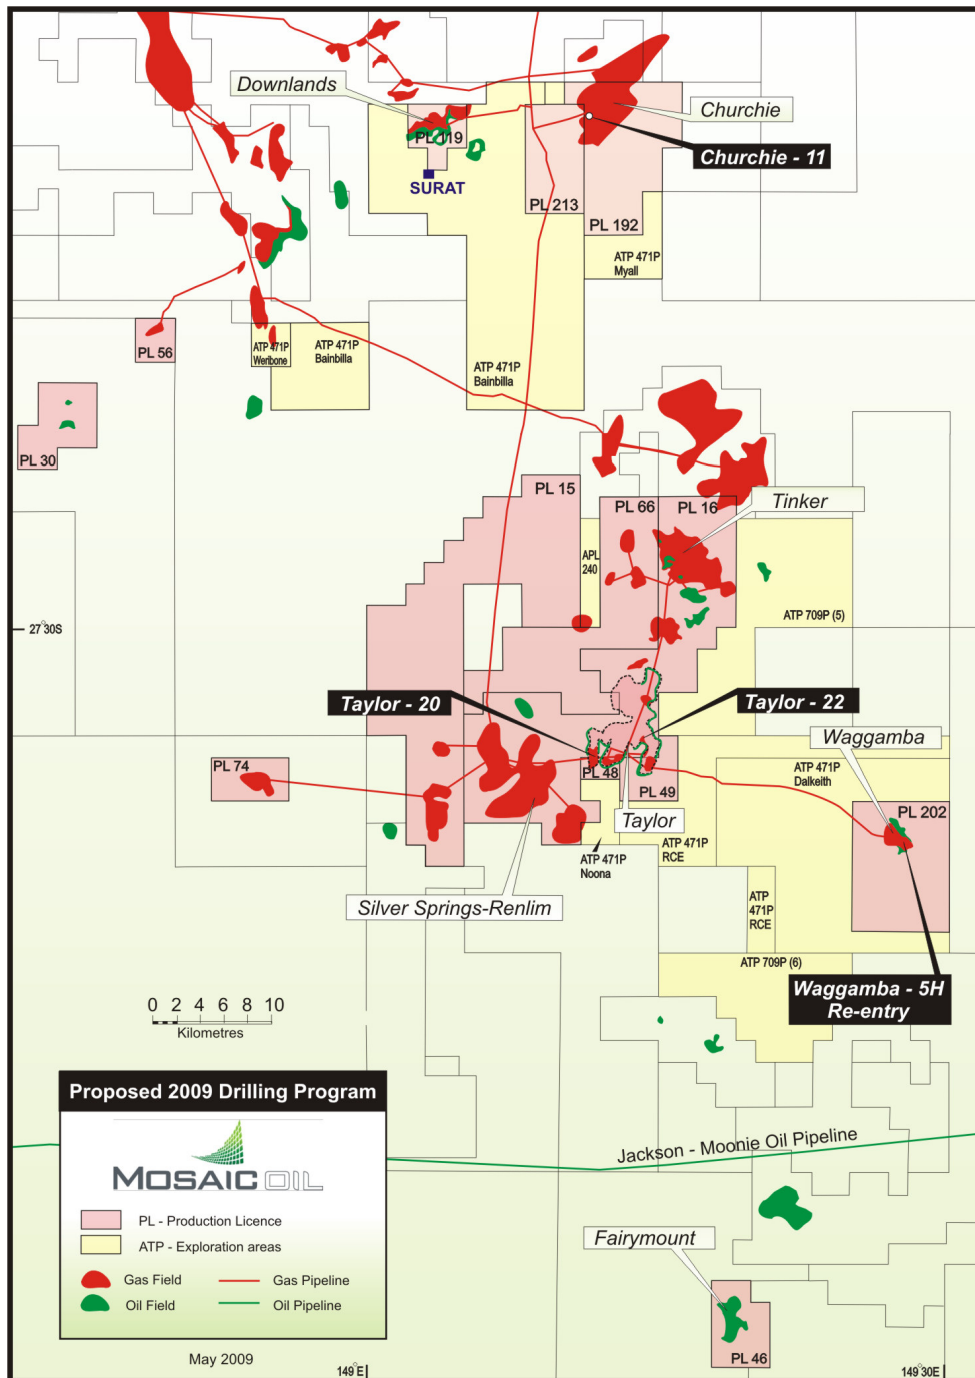 Downlands
Churchie
PL 119
Churchie - 11
SURAT
PL 213
PL 192
ATP 471P
Myall
PL 56
ATP 471P
Weribone
ATP 471P
Bainbilla
ATP 471P
Bainbilla
PL 30
PL 15
PL 66
PL 16
Tinker
APL
240
ATP 709P (5)
27°30S
Taylor - 20
Taylor - 22
Waggamba
PL 74
PL 48
PL 49
ATP 471P
Dalkeith
PL 202
Taylor
ATP 471P
RCE
ATP 471P
Noona
Silver Springs-Renlim
ATP
471P
RCE
ATP 709P (6)
Waggamba - 5H
Re-entry
0 2 4 6 8 10
Kilometres
Proposed 2009 Drilling Program
MOSAIC OIL
PL - Production Licence
ATP - Exploration areas
Gas Field
Gas Pipeline
Oil Field
Oil Pipeline
Jackson - Moonie Oil Pipeline
Fairymount
PL 46
May 2009
149°E
149°30E